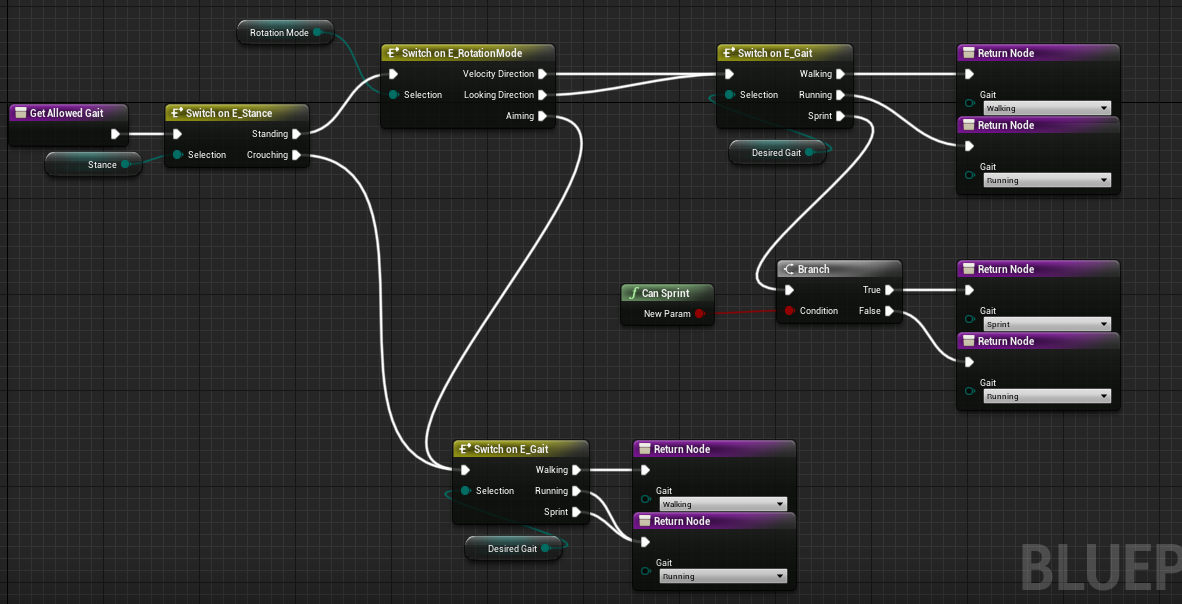 Rotation Mode
Switch on E_RotationMode
Velocity Direction
Selection
Looking Direction
Aiming
Get Allowed Gait
Switch on E_Stance
Standing
Stance
Selection
Crouching
Switch on E_Gait
Walking
Selection
Running
Sprint
Desired Gait
Return Node
Gait
Walking
Return Node
Gait
Running
Can Sprint
New Param
Branch
True
Condition
False
Return Node
Gait
Sprint
Return Node
Gait
Running
Switch on E_Gait
Walking
Selection
Running
Sprint
Desired Gait
Return Node
Gait
Walking
Return Node
Gait
Running
BLUEP